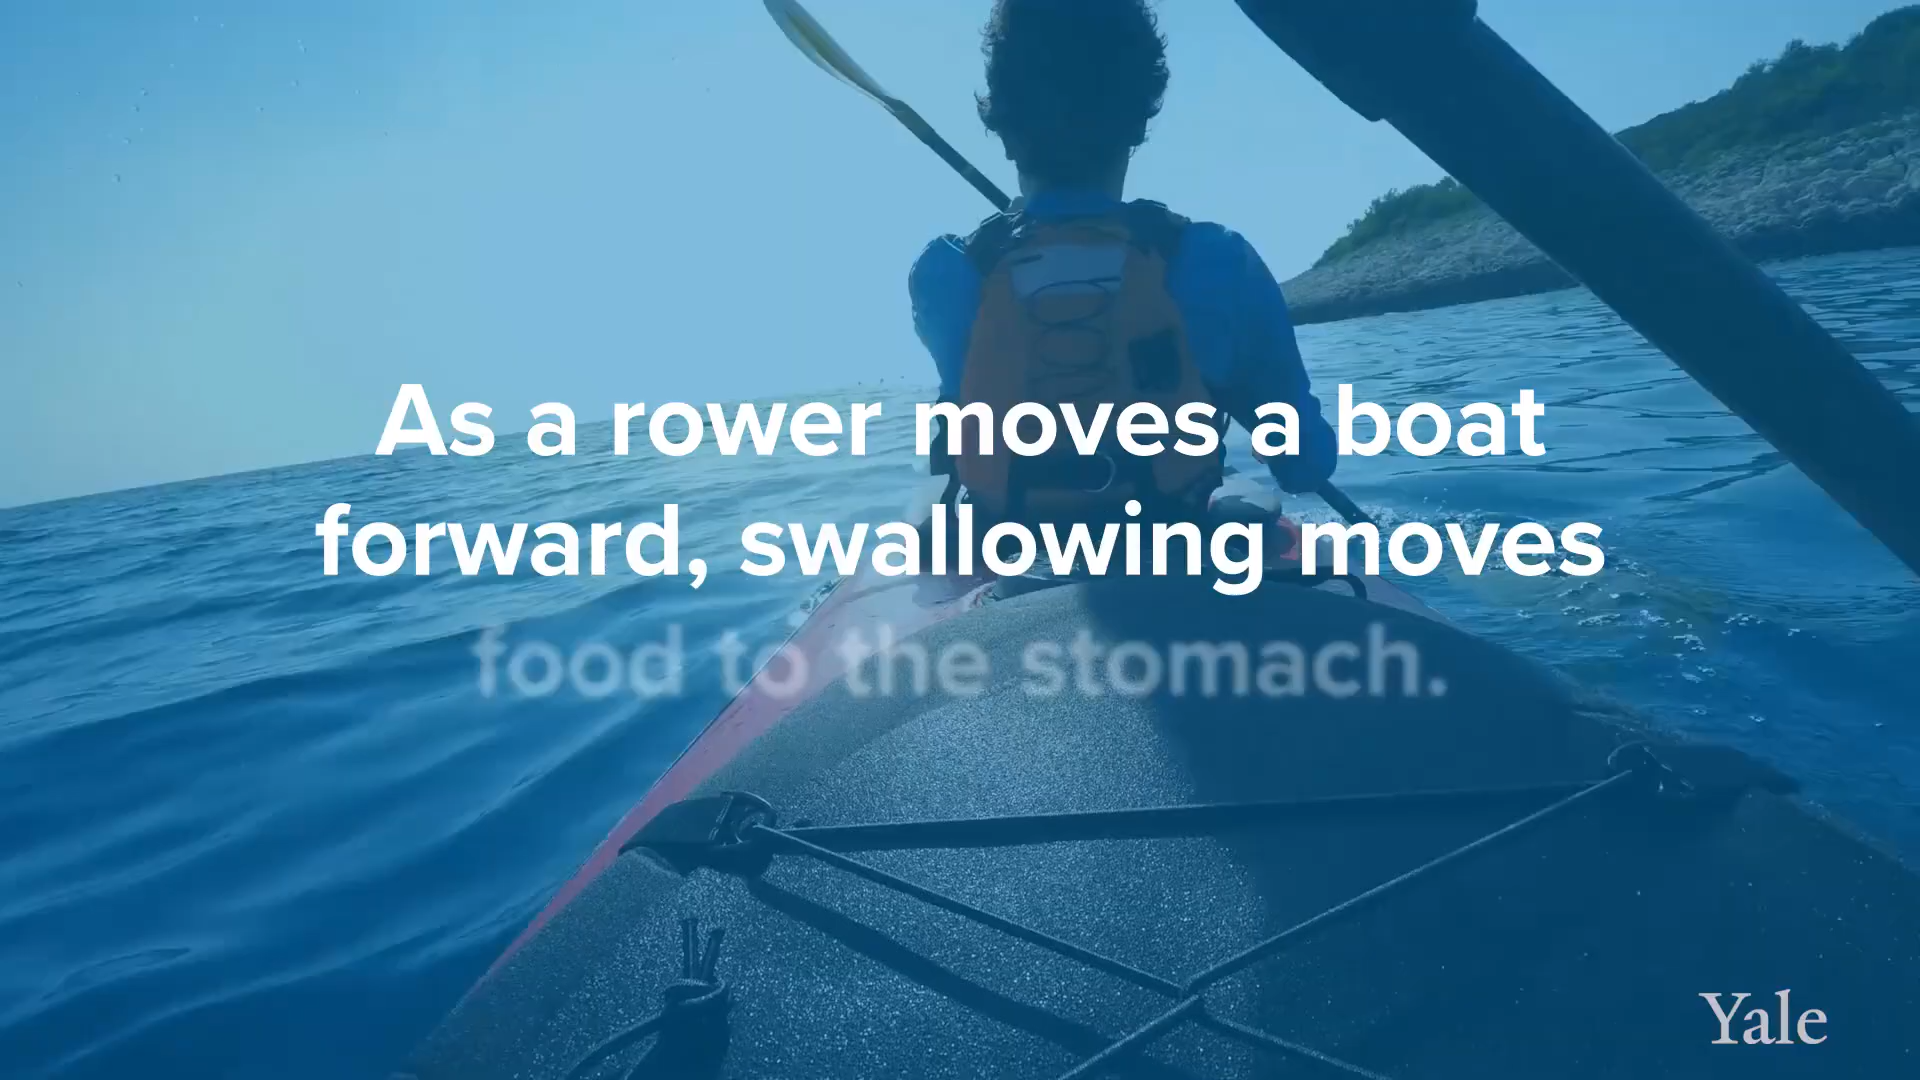 As a rower moves a boat
forward, swallowing moves
food to the stomach.
Yale